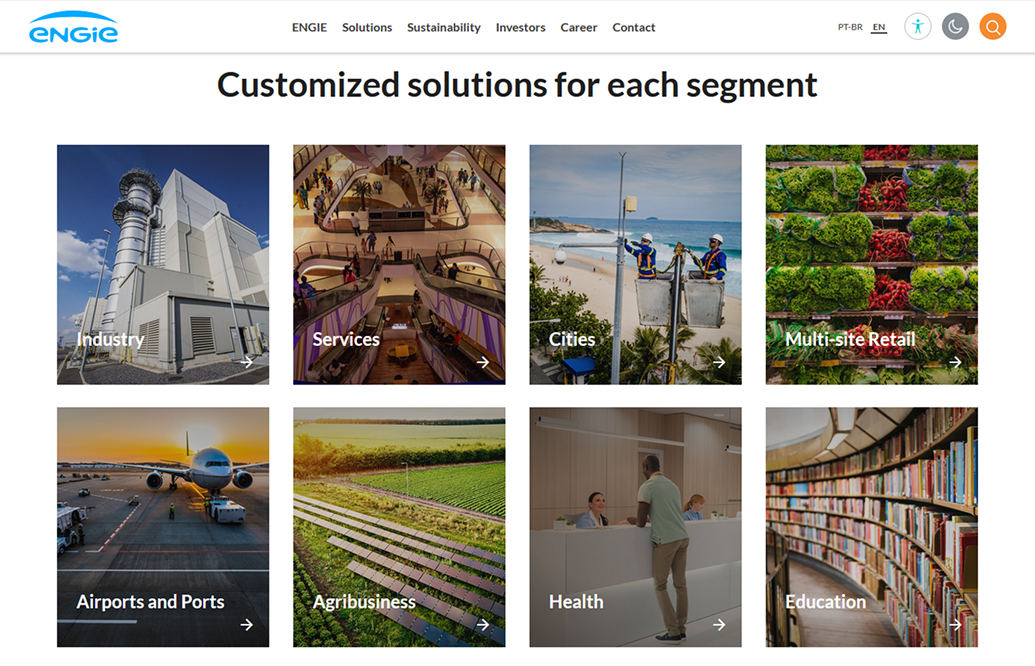 ENGIE
ENGIE Solutions Sustainability Investors Career Contact
PT-BR EN
Customized solutions for each segment
Industry
Services
Cities
Multi-site Retail
Airports and Ports
Agribusiness
Health
Education